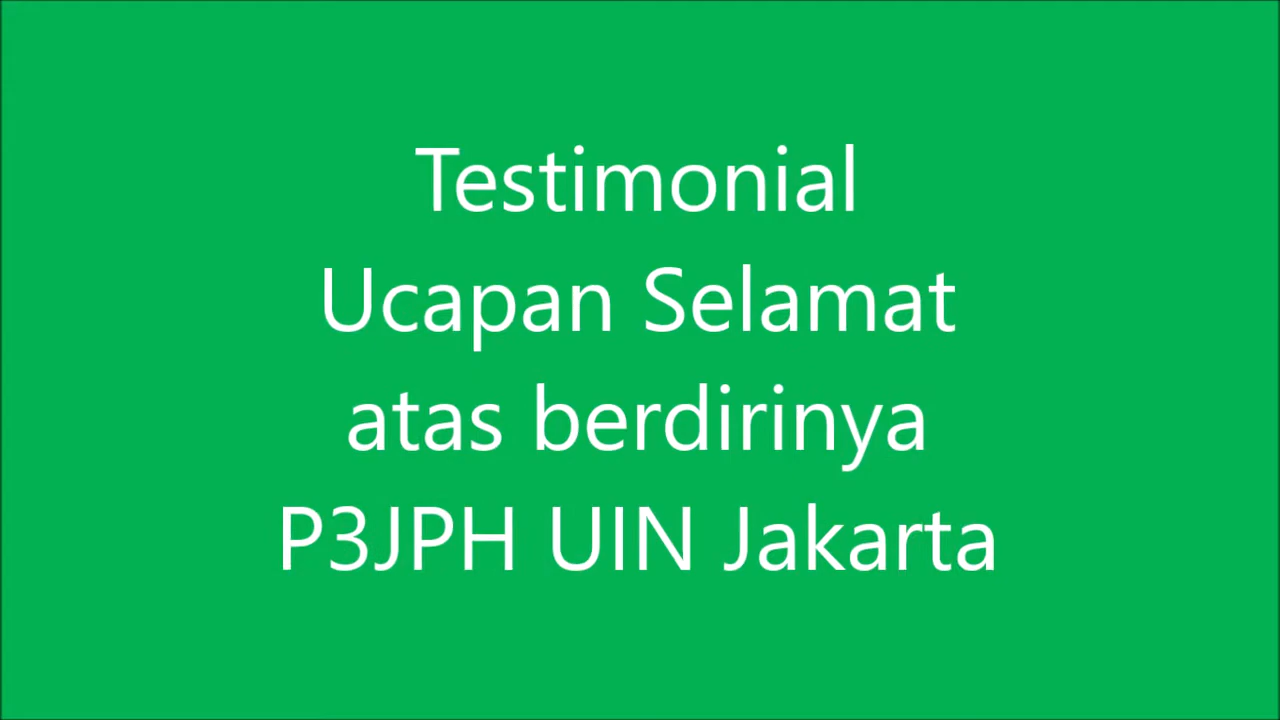 Testimonial
Ucapan Selamat
atas berdirinya
P3JPH UIN Jakarta